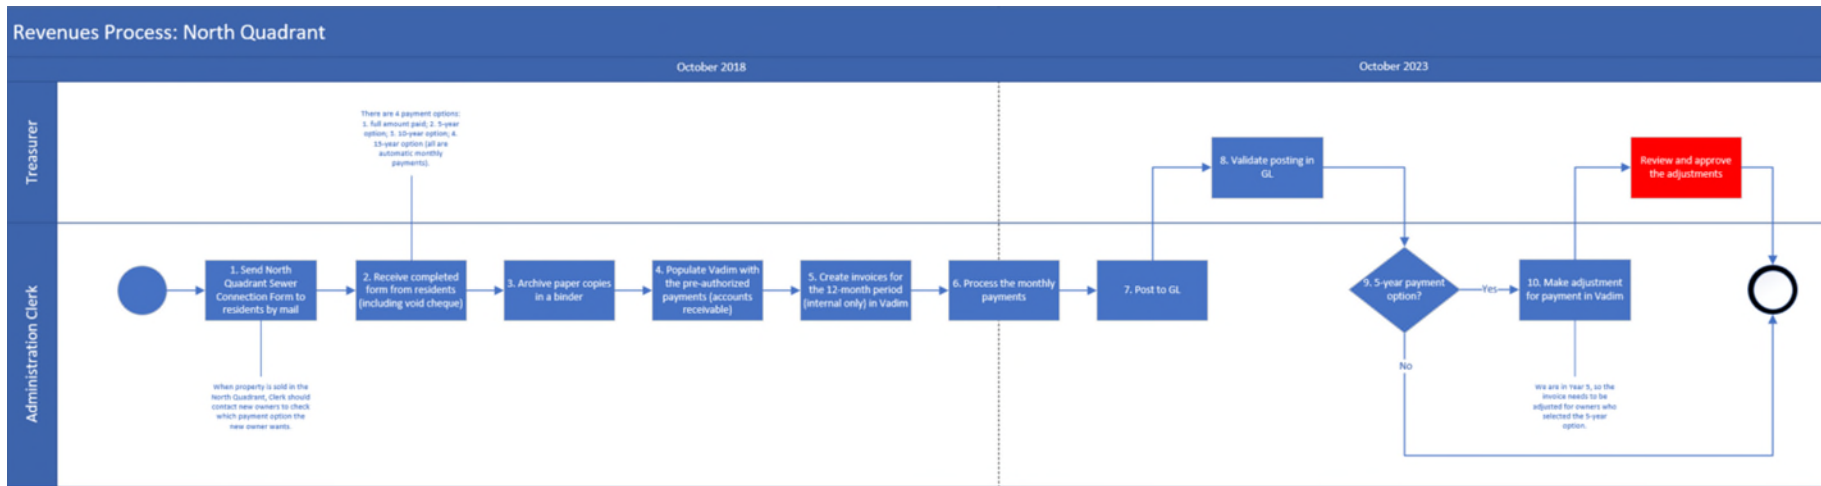 Revenues Process: North Quadrant
October 2018
October 2023
Treasurer
There are 4 payment options:
1. full amount paid; 2. 5-year
option; 3. 10-year option; 4.
15-year option (all are
automatic monthly
payments).
8. Validate posting in
GL
Review and approve
the adjustments
Administration Clerk
1. Send North
Quadrant Sewer
Connection Form to
residents by mail
2. Receive completed
form from residents
(including void cheque)
3. Archive paper copies
in a binder
4. Populate Vadim with
the pre-authorized
payments (accounts
receivable)
5. Create invoices for
the 12-month period
(internal only) in Vadim
6. Process the monthly
payments
7. Post to GL
9. 5-year payment
option?
Yes
10. Make adjustment
for payment in Vadim
No
When property is sold in the
North Quadrant, Clerk should
contact new owners to check
which payment option the
new owner wants.
We are in Year 5, so the
invoice needs to be
adjusted for owners who
selected the 5-year
option.